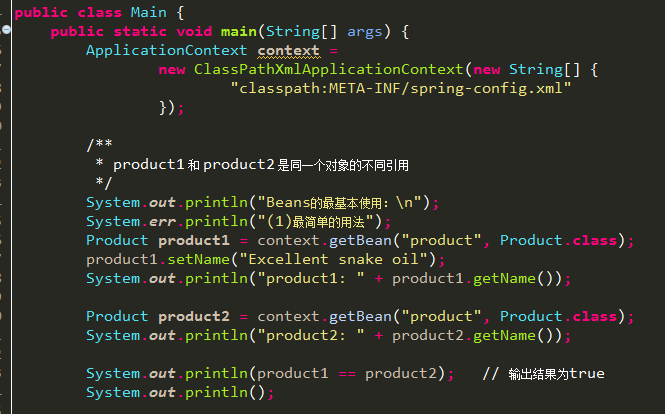 public class Main {
public static void main(String[] args) {
ApplicationContext context =
new ClassPathXmlApplicationContext(new String[] {
"classpath:META-INF/spring-config.xml"
});
/**
* product1和product2是同一个对象的不同引用
*/
System.out.println("Beans的最基本使用：\n");
System.err.println("(1)最简单的用法");
Product product1 = context.getBean("product", Product.class);
product1.setName("Excellent snake oil");
System.out.println("product1: " + product1.getName());
Product product2 = context.getBean("product", Product.class);
System.out.println("product2: " + product2.getName());
System.out.println(product1 == product2);   // 输出结果为true
System.out.println();